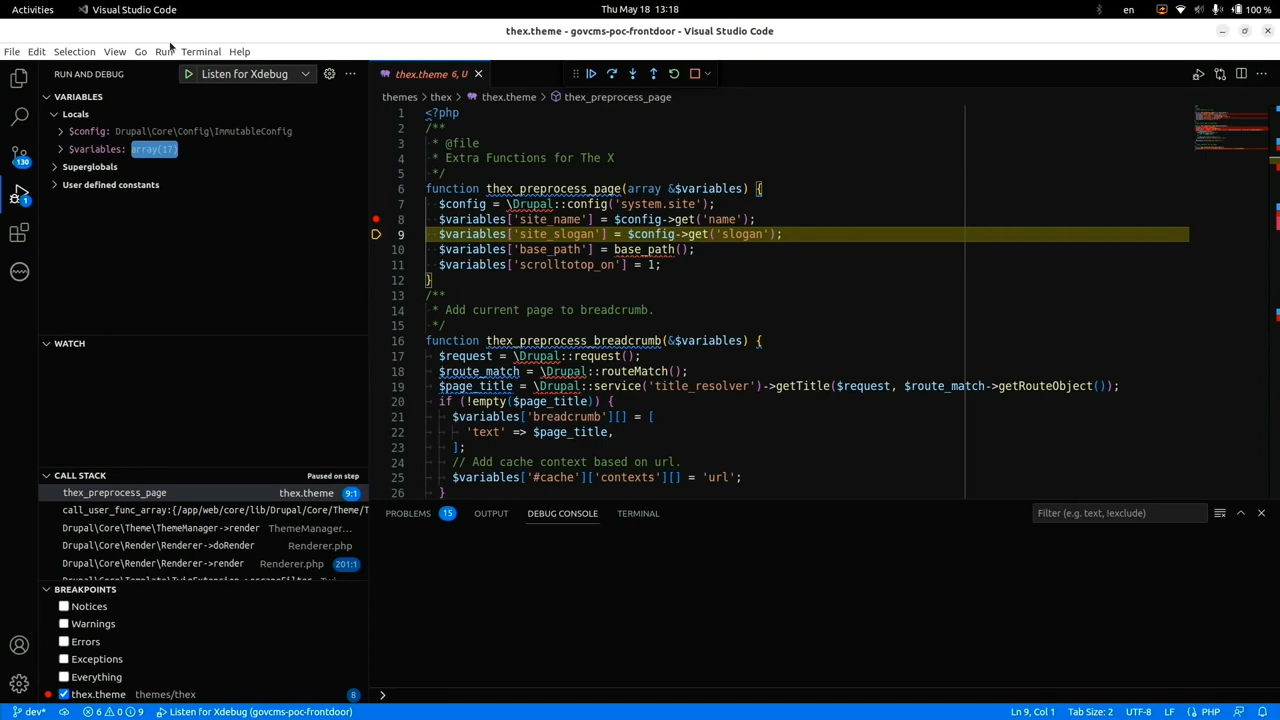 Activities Visual Studio Code Thu May 18 13:18 en 100 %
thex.theme - govcms-poc-frontdoor - Visual Studio Code
File Edit Selection View Go Run Terminal Help
RUN AND DEBUG Listen for Xdebug thex.theme 6, U
VARIABLES
Locals
$config: Drupal\Core\Config\ImmutableConfig
$variables: array(17)
Superglobals
User defined constants
WATCH
CALL STACK Paused on step
thex_preprocess_page thex.theme 9:1
call_user_func_array:{/app/web/core/lib/Drupal/Core/Theme/T
Drupal\Core\Theme\ThemeManager->render ThemeManager...
Drupal\Core\Render\Renderer->doRender Renderer.php
Drupal\Core\Render\Renderer->render Renderer.php 201:1
BREAKPOINTS
Notices
Warnings
Errors
Exceptions
Everything
thex.theme themes/thex 8
130
1
themes > thex > thex.theme > thex_preprocess_page
1 <?php
2 /**
3  * @file
4  * Extra Functions for The X
5  */
6 function thex_preprocess_page(array &$variables) {
7   $config = \Drupal::config('system.site');
8   $variables['site_name'] = $config->get('name');
9   $variables['site_slogan'] = $config->get('slogan');
10   $variables['base_path'] = base_path();
11   $variables['scrolltotop_on'] = 1;
12 }
13 /**
14  * Add current page to breadcrumb.
15  */
16 function thex_preprocess_breadcrumb(&$variables) {
17   $request = \Drupal::request();
18   $route_match = \Drupal::routeMatch();
19   $page_title = \Drupal::service('title_resolver')->getTitle($request, $route_match->getRouteObject());
20   if (!empty($page_title)) {
21     $variables['breadcrumb'][] = [
22       'text' => $page_title,
23     ];
24     // Add cache context based on url.
25     $variables['#cache']['contexts'][] = 'url';
26   }
PROBLEMS 15 OUTPUT DEBUG CONSOLE TERMINAL Filter (e.g. text, !exclude)
dev* 6 0 9 Listen for Xdebug (govcms-poc-frontdoor) Ln 9, Col 1 Tab Size: 2 UTF-8 LF PHP